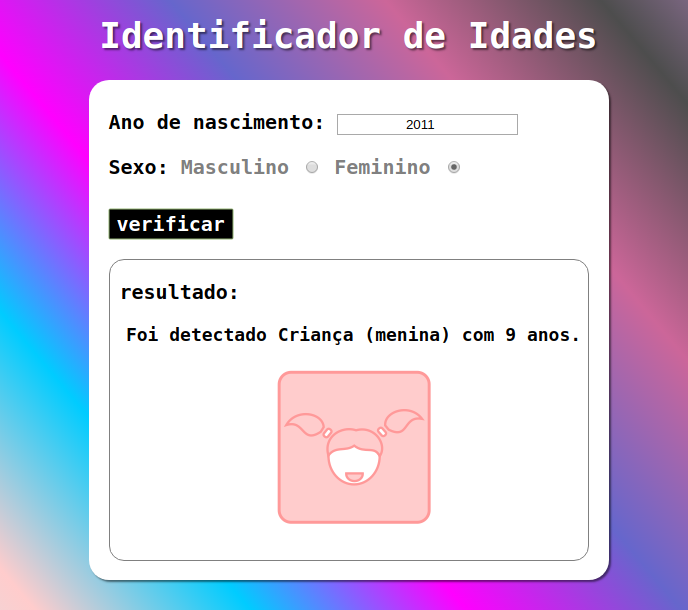 Identificador de Idades
Ano de nascimento: 2011
Sexo: Masculino Feminino
verificar
resultado:
Foi detectado Criança (menina) com 9 anos.